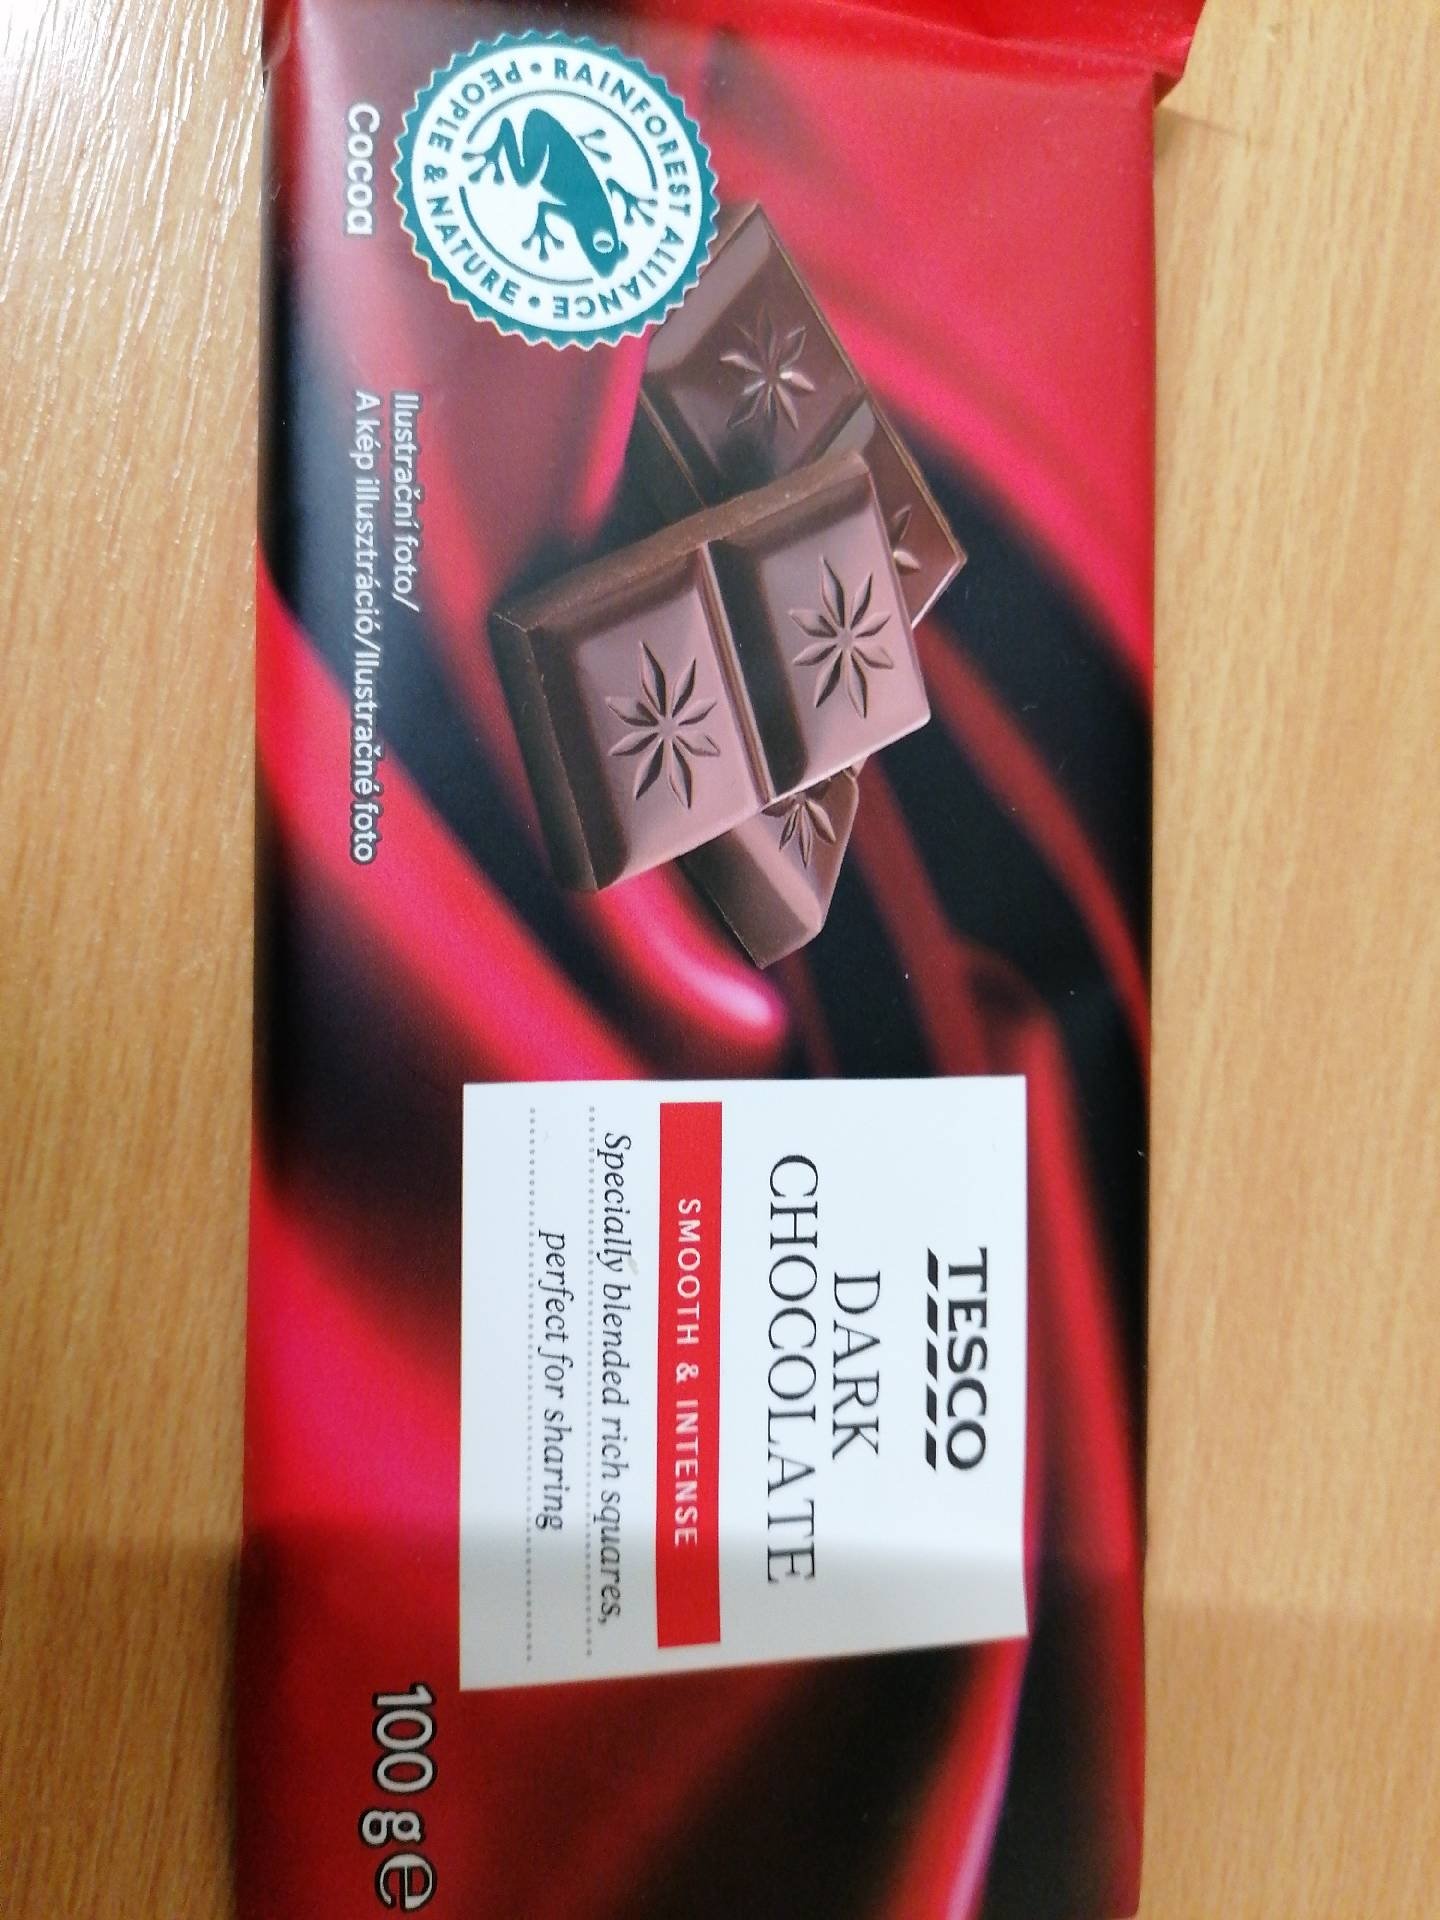 TESCO
DARK
CHOCOLATE
SMOOTH & INTENSE
Specially blended rich squares,
perfect for sharing
RAINFOREST ALLIANCE • PEOPLE & NATURE •
Cocoa
Ilustrační foto/
A kép illusztráció/Ilustračné foto
100 g e